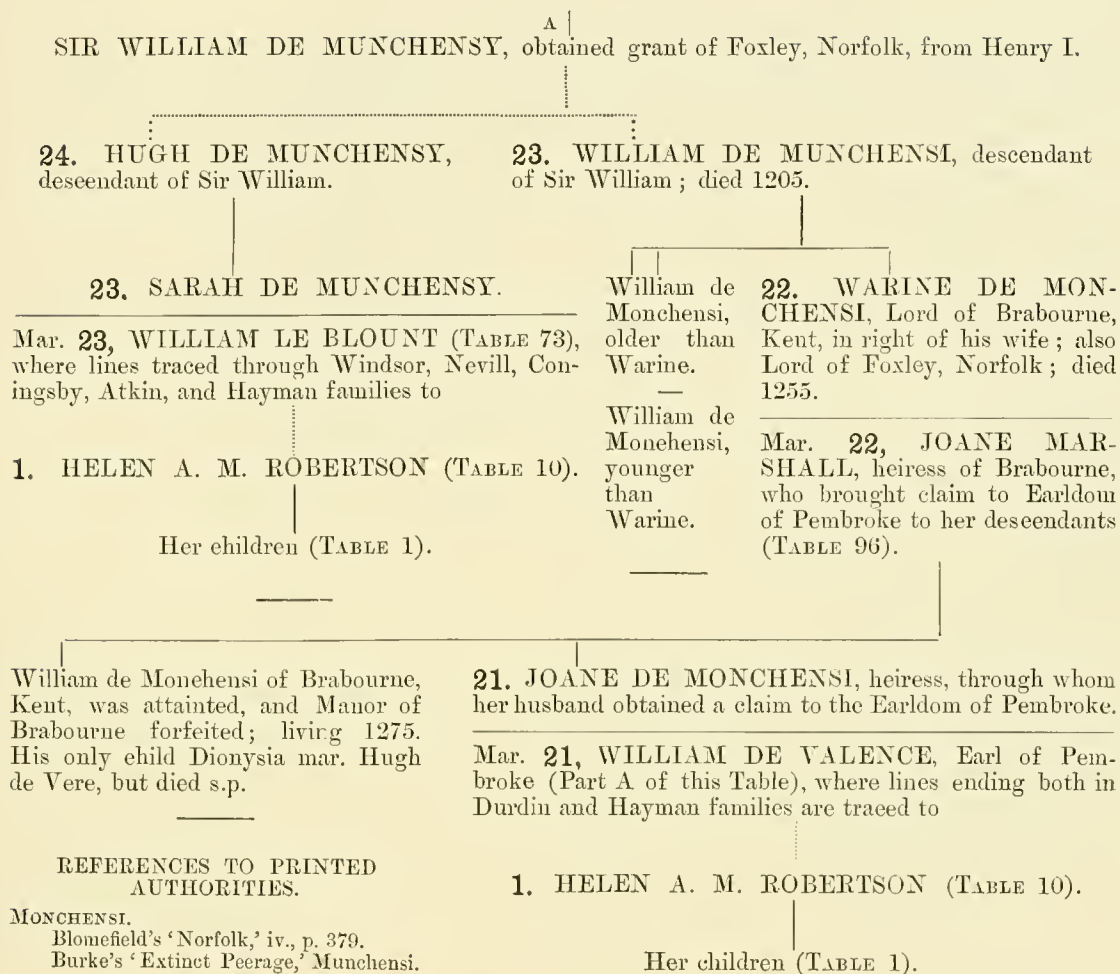 A
SIR WILLIAM DE MUNCHENSY, obtained grant of Foxley, Norfolk, from Henry I.
24. HUGH DE MUNCHENSY,
descendant of Sir William.
23. WILLIAM DE MUNCHENSI, descendant
of Sir William ; died 1205.
23. SARAH DE MUNCHENSY.
Mar. 23, WILLIAM LE BLOUNT (TABLE 73),
where lines traced through Windsor, Nevill, Con-
ingsby, Atkin, and Hayman families to
1. HELEN A. M. ROBERTSON (TABLE 10).
Her children (TABLE 1).
William de
Monchensi,
older than
Warine.
—
William de
Monchensi,
younger
than
Warine.
22. WARINE DE MON-
CHENSI, Lord of Brabourne,
Kent, in right of his wife ; also
Lord of Foxley, Norfolk ; died
1255.
Mar. 22, JOANE MAR-
SHALL, heiress of Brabourne,
who brought claim to Earldom
of Pembroke to her descendants
(TABLE 96).
William de Monchensi of Brabourne,
Kent, was attainted, and Manor of
Brabourne forfeited; living 1275.
His only child Dionysia mar. Hugh
de Vere, but died s.p.
21. JOANE DE MONCHENSI, heiress, through whom
her husband obtained a claim to the Earldom of Pembroke.
Mar. 21, WILLIAM DE VALENCE, Earl of Pem-
broke (Part A of this Table), where lines ending both in
Durdin and Hayman families are traced to
1. HELEN A. M. ROBERTSON (TABLE 10).
Her children (TABLE 1).
REFERENCES TO PRINTED
AUTHORITIES.
MONCHENSI.
Blomefield's ‘Norfolk,’ iv., p. 379.
Burke's ‘Extinct Peerage,’ Munchensi.